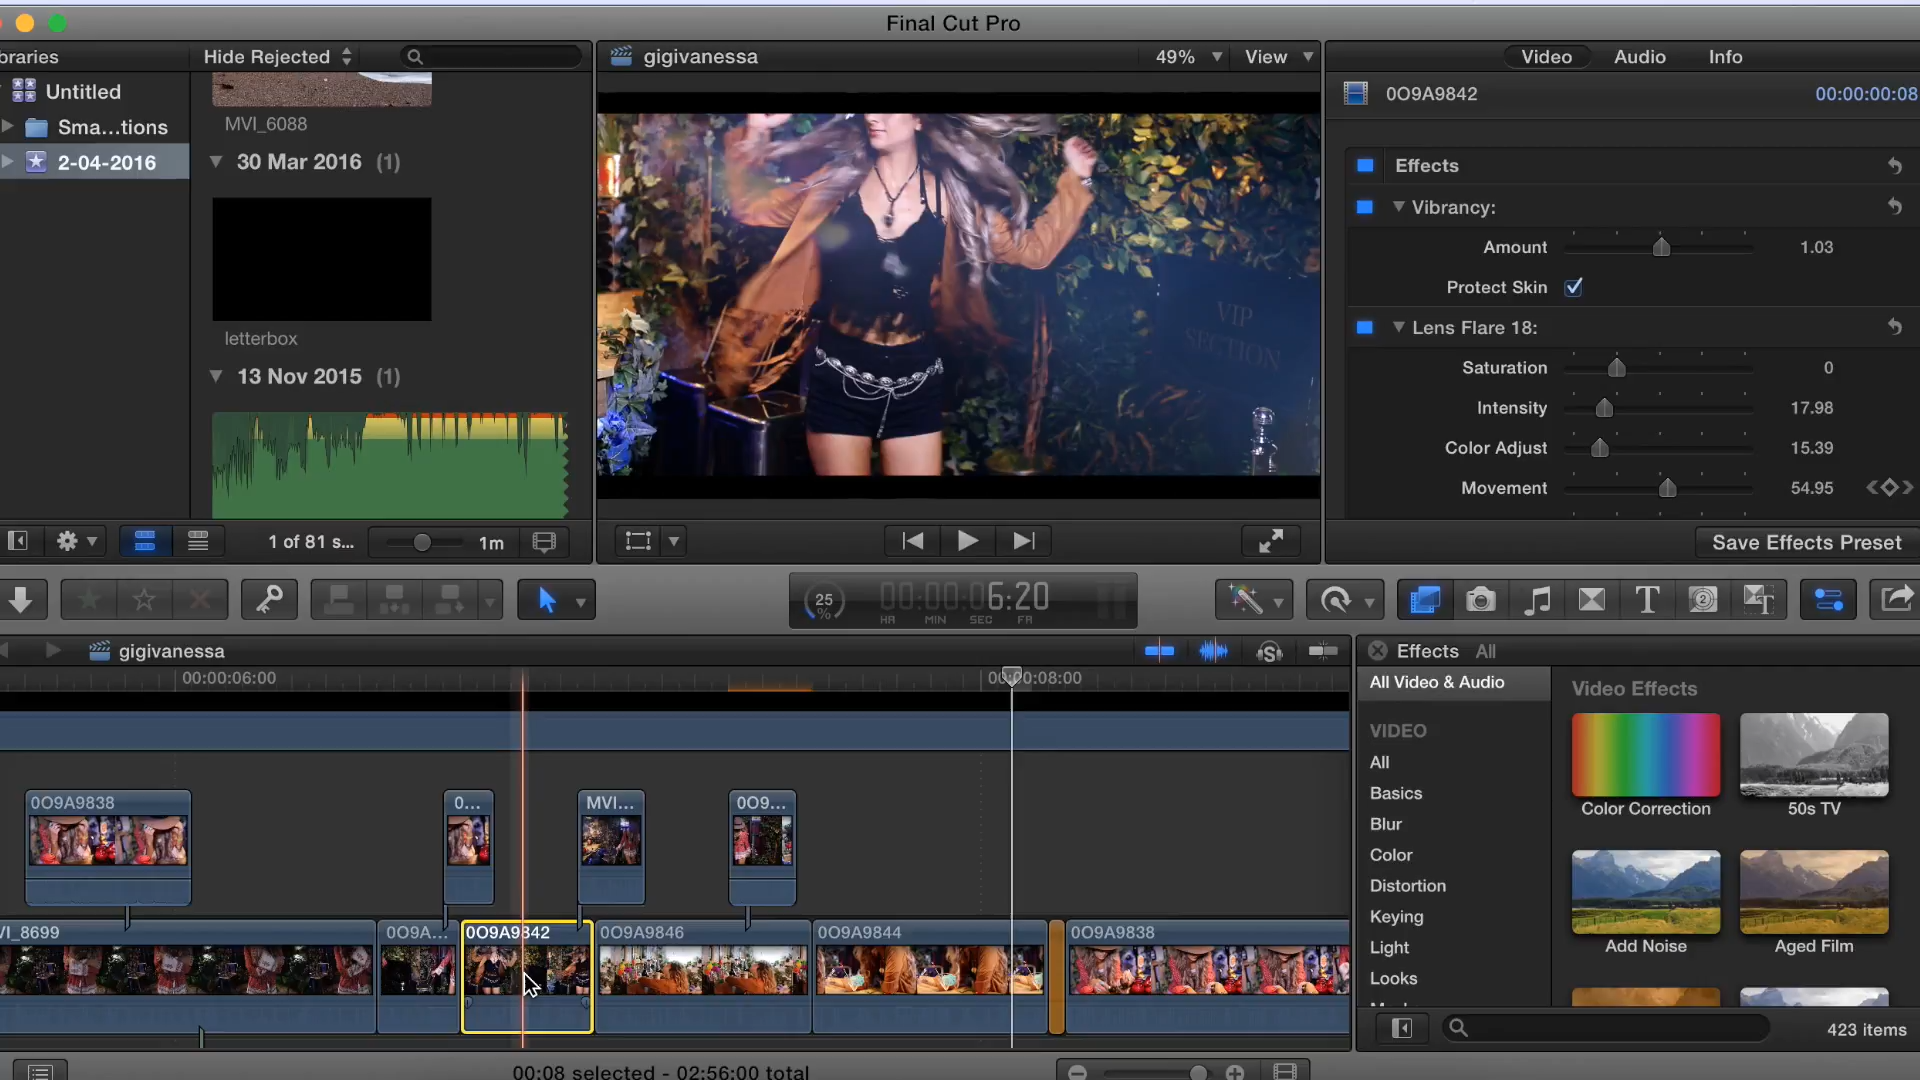 Final Cut Pro
braries
Hide Rejected
gigivanessa
49%
View
Video
Audio
Info
Untitled
Sma...tions
2-04-2016
MVI_6088
30 Mar 2016 (1)
letterbox
13 Nov 2015 (1)
0O9A9842
00:00:00:08
Effects
Vibrancy:
Amount
1.03
Protect Skin
Lens Flare 18:
Saturation
0
Intensity
17.98
Color Adjust
15.39
Movement
54.95
VIP
SECTION
1 of 81 s...
1m
Save Effects Preset
25
%
00:00:06:20
HR MIN SEC FR
gigivanessa
Effects All
00:00:06:00
00:00:08:00
All Video & Audio
VIDEO
All
Basics
Blur
Color
Distortion
Keying
Light
Looks
Video Effects
Color Correction
50s TV
Add Noise
Aged Film
0O9A9838
0...
MVI...
0O9...
VI_8699
0O9A...
0O9A9842
0O9A9846
0O9A9844
0O9A9838
423 items
00:08 selected - 02:56:00 total